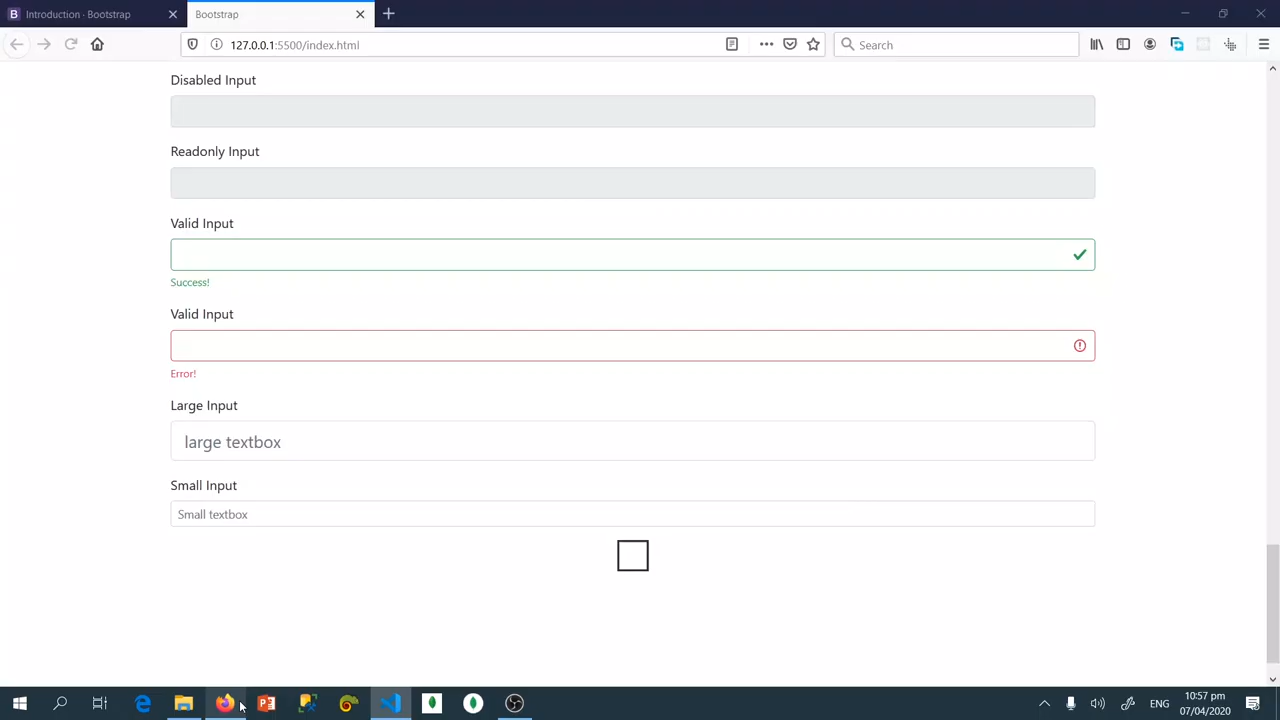 Introduction · Bootstrap
Bootstrap
127.0.0.1:5500/index.html
Search
Disabled Input
Readonly Input
Valid Input
Success!
Valid Input
Error!
Large Input
large textbox
Small Input
Small textbox
ENG
10:57 pm
07/04/2020